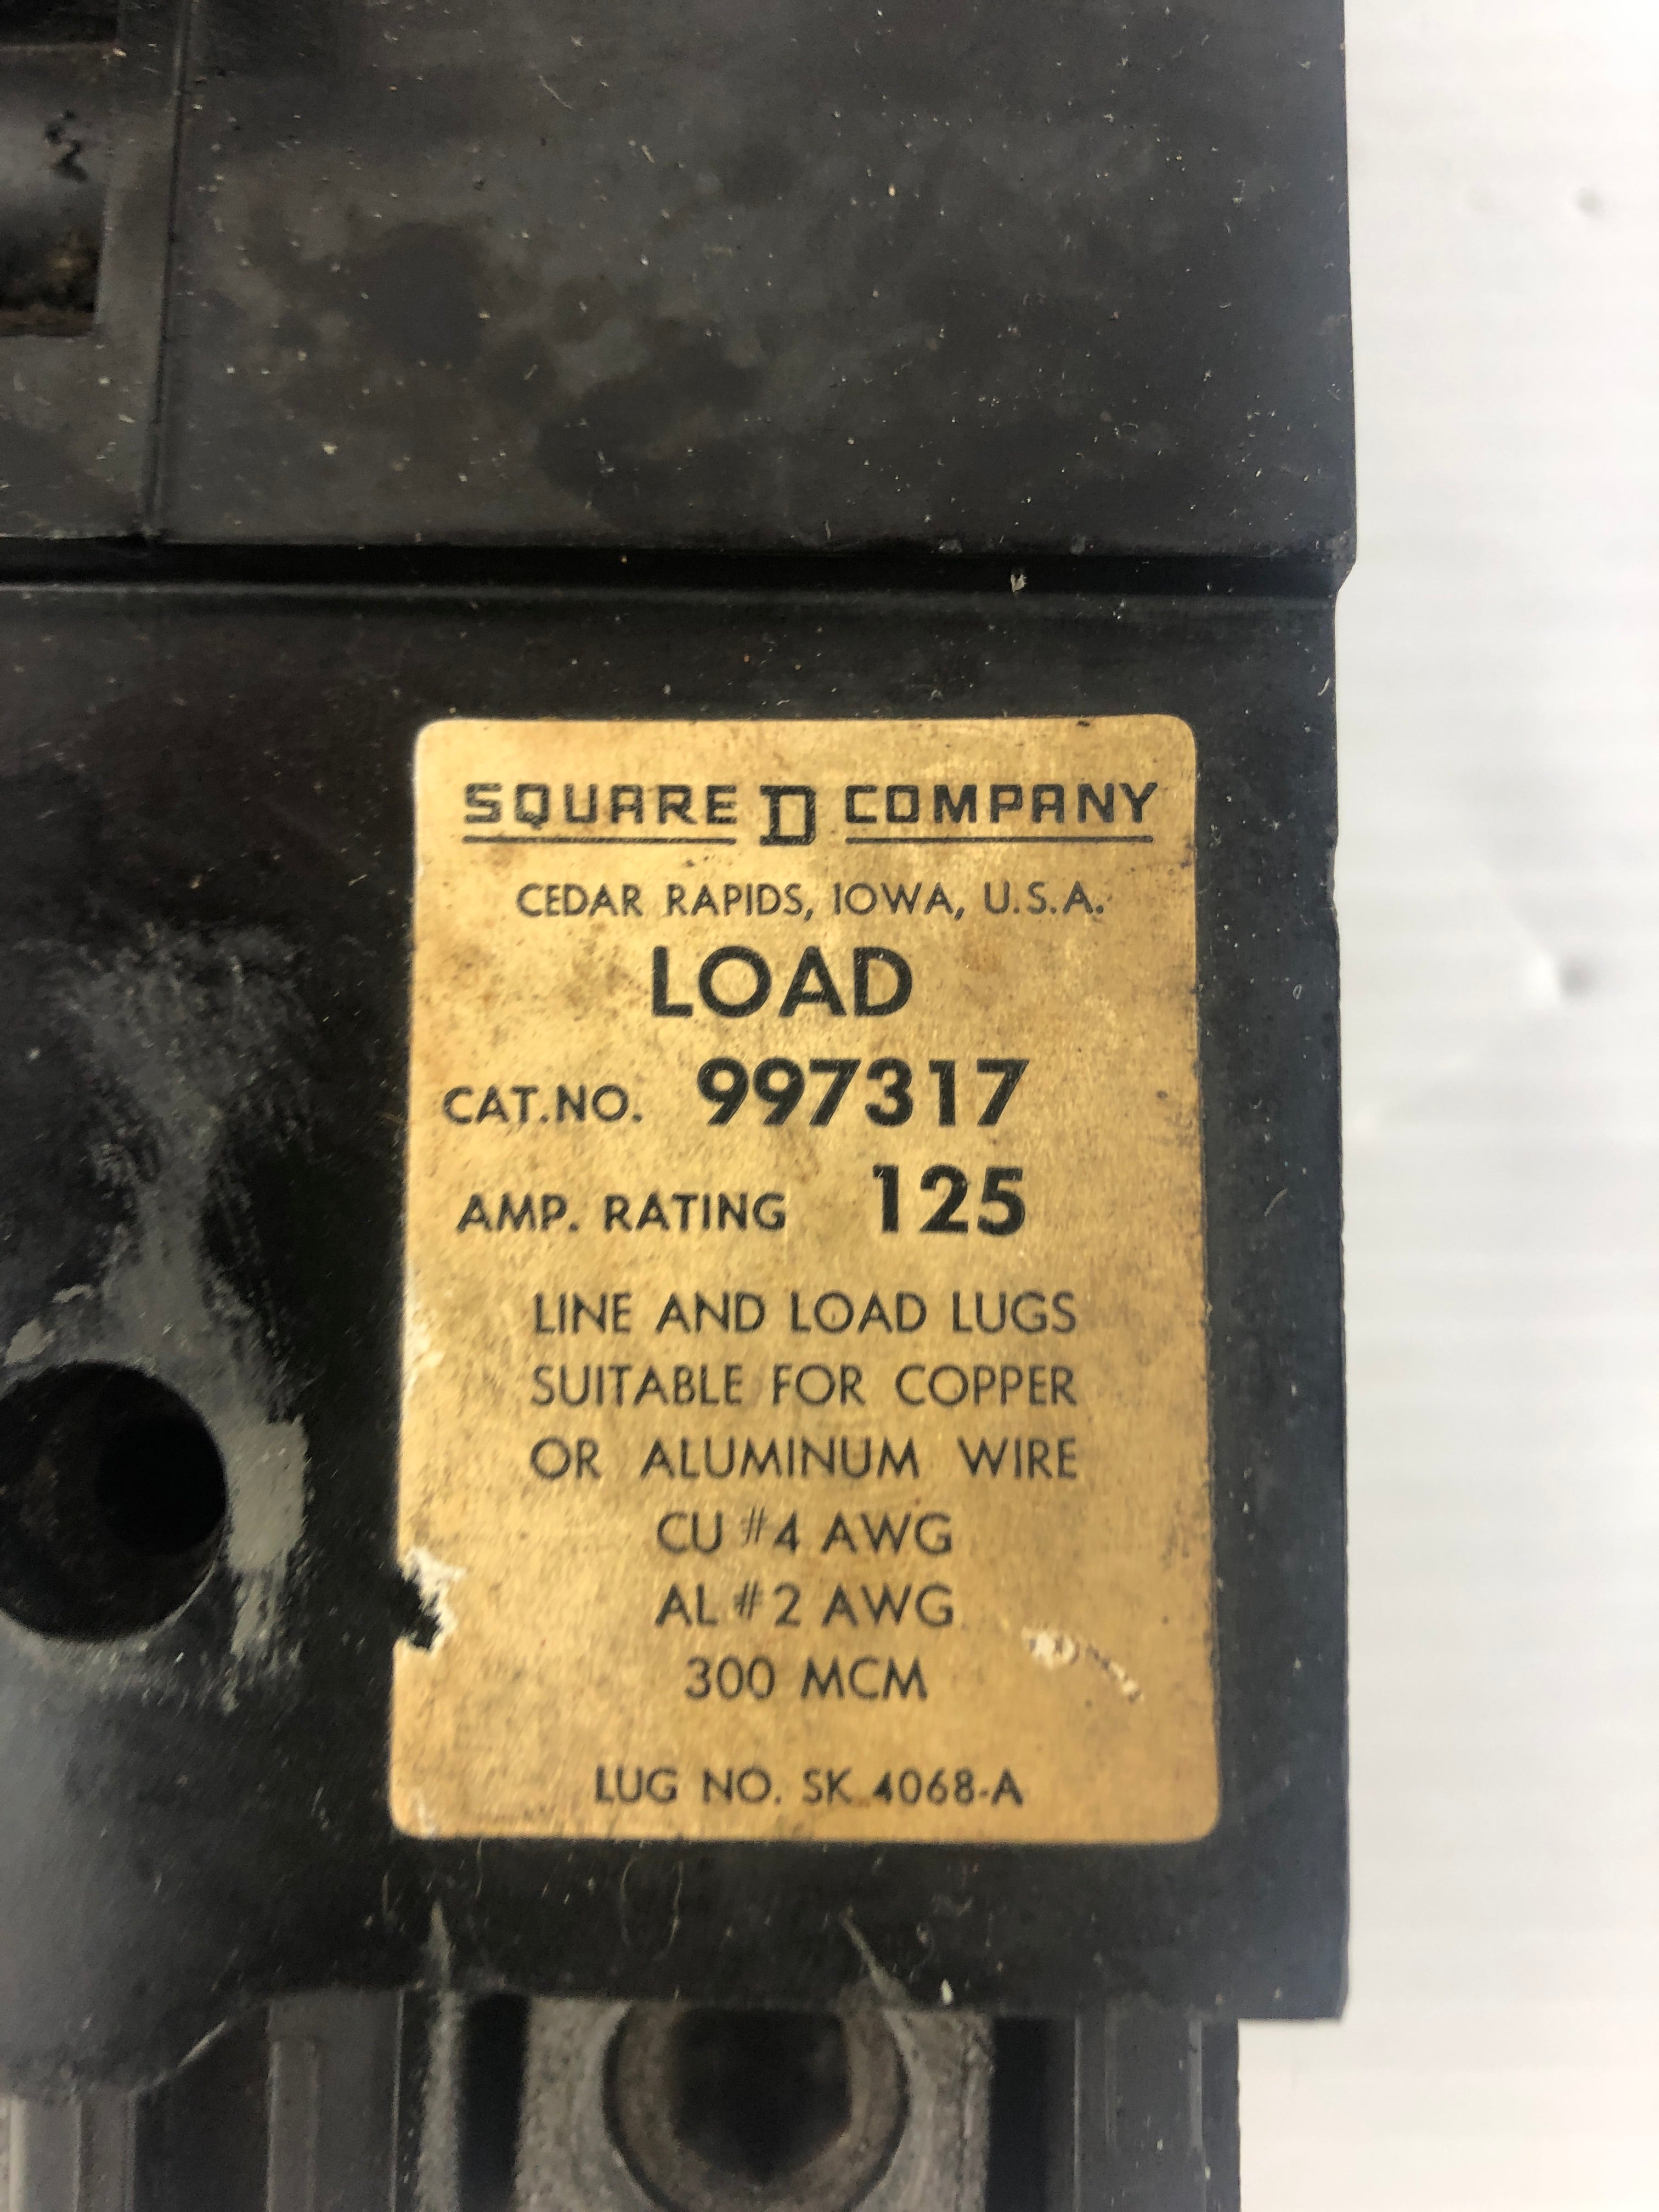 SQUARE D COMPANY
CEDAR RAPIDS, IOWA, U.S.A.
LOAD
CAT.NO. 997317
AMP. RATING 125
LINE AND LOAD LUGS
SUITABLE FOR COPPER
OR ALUMINUM WIRE
CU #4 AWG
AL #2 AWG
300 MCM
LUG NO. SK 4068-A